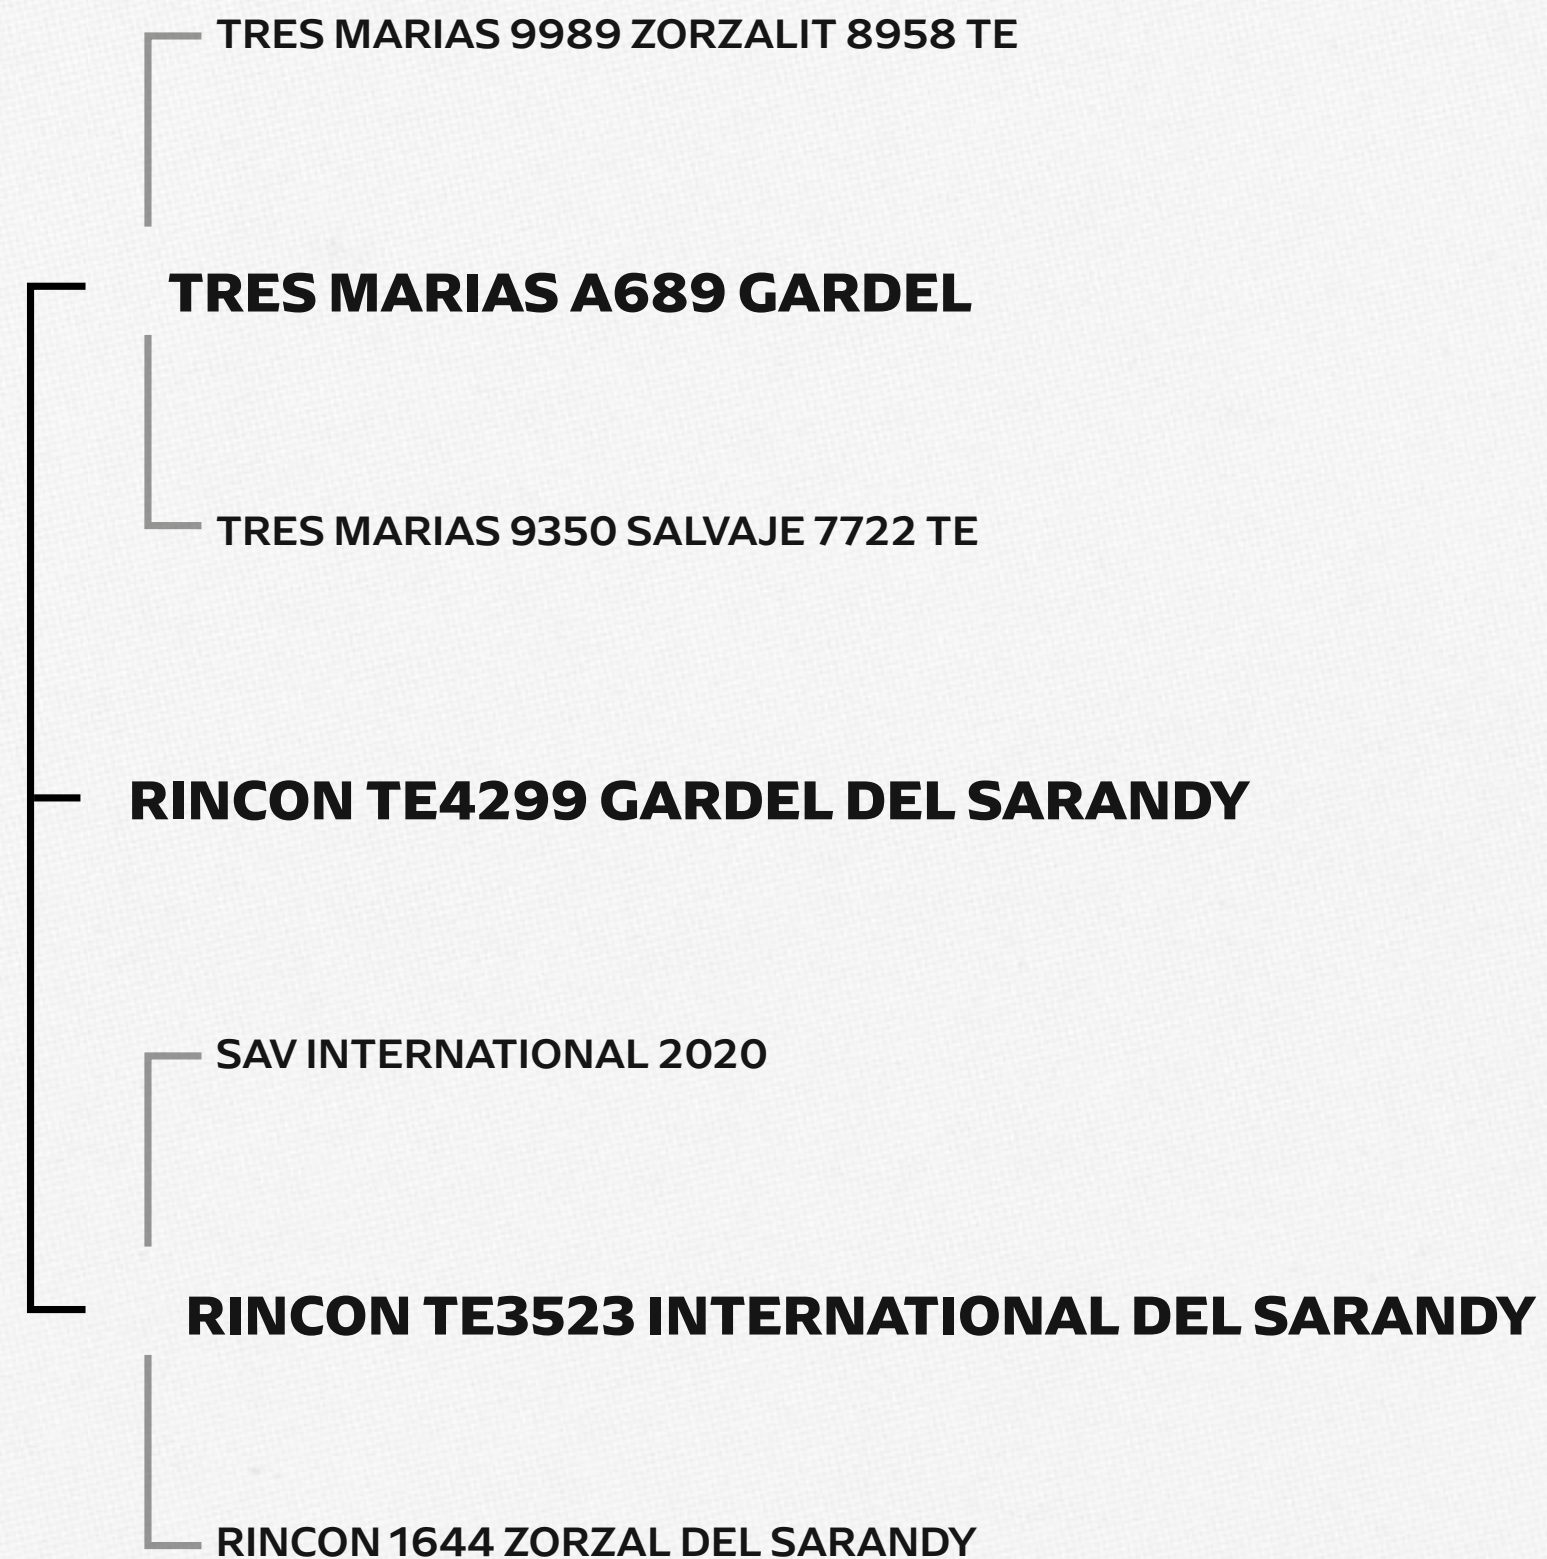 TRES MARIAS 9989 ZORZALIT 8958 TE
TRES MARIAS A689 GARDEL
TRES MARIAS 9350 SALVAJE 7722 TE
RINCON TE4299 GARDEL DEL SARANDY
SAV INTERNATIONAL 2020
RINCON TE3523 INTERNATIONAL DEL SARANDY
RINCON 1644 ZORZAL DEL SARANDY